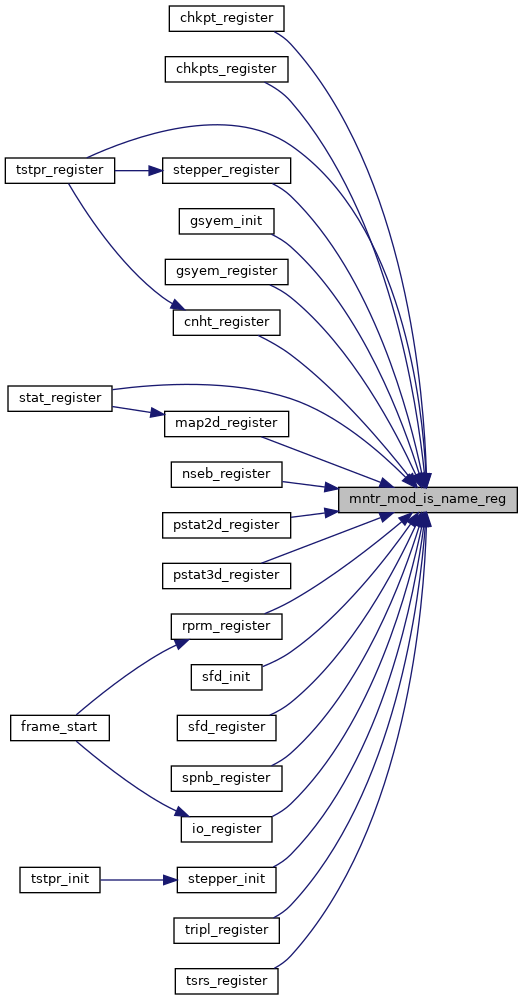 chkpt_register
chkpts_register
tstpr_register
stepper_register
gsyem_init
gsyem_register
cnht_register
stat_register
map2d_register
nseb_register
mntr_mod_is_name_reg
pstat2d_register
pstat3d_register
rprm_register
sfd_init
frame_start
sfd_register
spnb_register
io_register
tstpr_init
stepper_init
tripl_register
tsrs_register